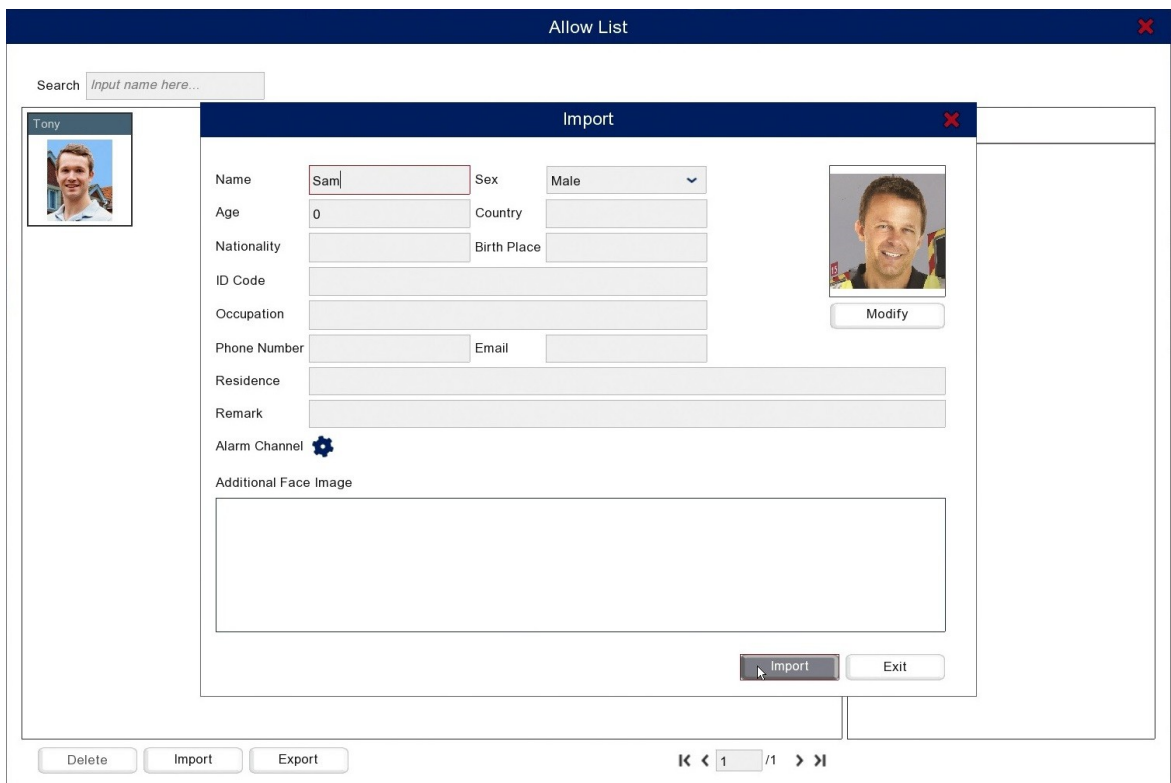 Allow List
Search Input name here...
Tony
Import
Name Sam Sex Male
Age 0 Country
Nationality Birth Place
ID Code
Occupation
Modify
Phone Number Email
Residence
Remark
Alarm Channel
Additional Face Image
Import Exit
Delete Import Export 1 /1